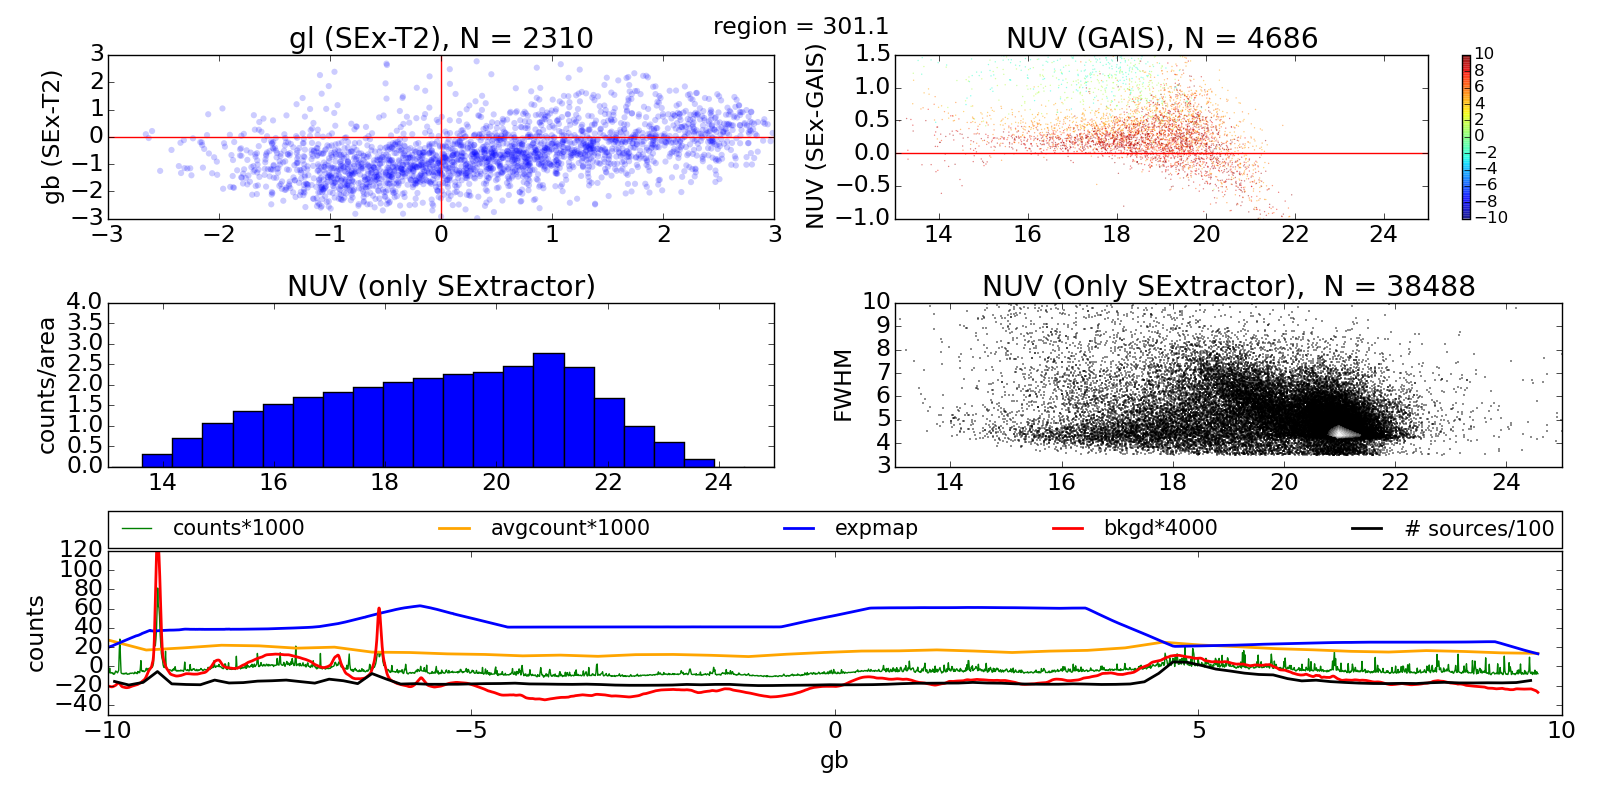 region = 301.1
gl (SEx-T2), N = 2310
gb (SEx-T2)
3
2
1
0
−1
−2
−3
−3 −2 −1 0 1 2 3
NUV (GAIS), N = 4686
NUV (SEx-GAIS)
1.5
1.0
0.5
0.0
−0.5
−1.0
14 16 18 20 22 24
10
8
6
4
2
0
−2
−4
−6
−8
−10
NUV (only SExtractor)
counts/area
4.0
3.5
3.0
2.5
2.0
1.5
1.0
0.5
0.0
14 16 18 20 22 24
NUV (Only SExtractor), N = 38488
FWHM
10
9
8
7
6
5
4
3
14 16 18 20 22 24
counts*1000 avgcount*1000 expmap bkgd*4000 # sources/100
counts
120
100
80
60
40
20
0
−20
−40
−10 −5 0 5 10
gb